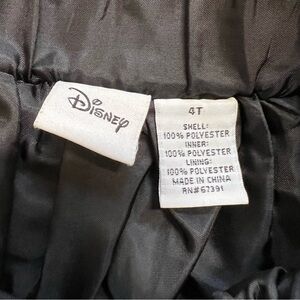 Disney
4T
SHELL:
100% POLYESTER
INNER:
100% POLYESTER
LINING:
100% POLYESTER
MADE IN CHINA
RN# 67391